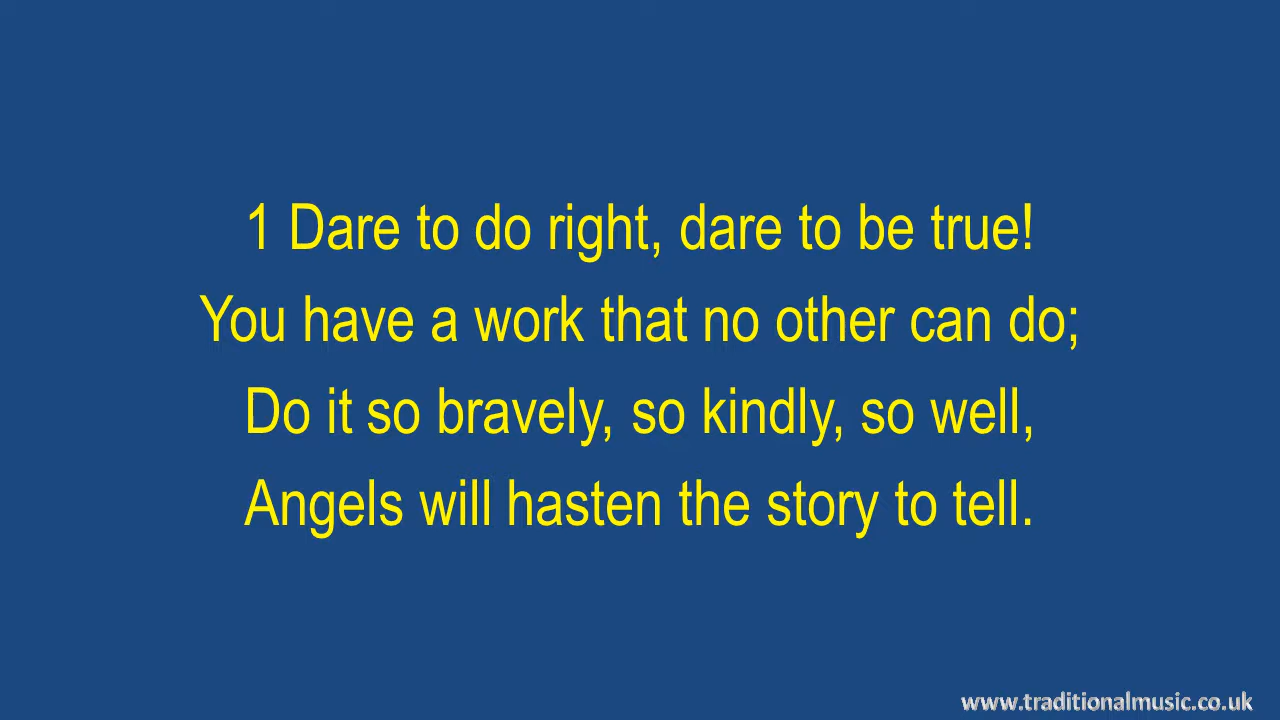 1 Dare to do right, dare to be true!
You have a work that no other can do;
Do it so bravely, so kindly, so well,
Angels will hasten the story to tell.
www.traditionalmusic.co.uk